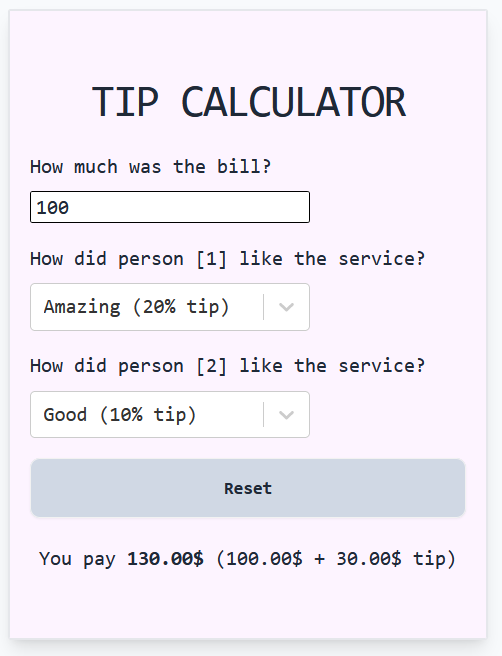 TIP CALCULATOR
How much was the bill?
100
How did person [1] like the service?
Amazing (20% tip)
How did person [2] like the service?
Good (10% tip)
Reset
You pay 130.00$ (100.00$ + 30.00$ tip)